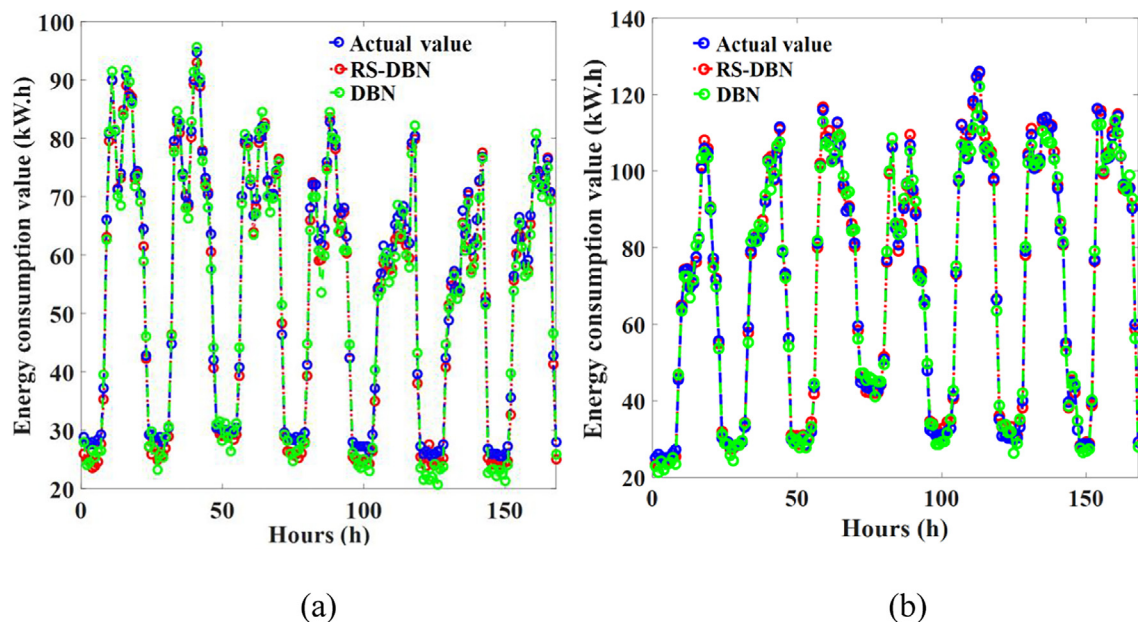 100
90
80
70
60
50
40
30
20
0
50
100
150
Energy consumption value (kW.h)
Hours (h)
Actual value
RS-DBN
DBN
(a)
140
120
100
80
60
40
20
0
50
100
150
Energy consumption value (kW.h)
Hours (h)
Actual value
RS-DBN
DBN
(b)